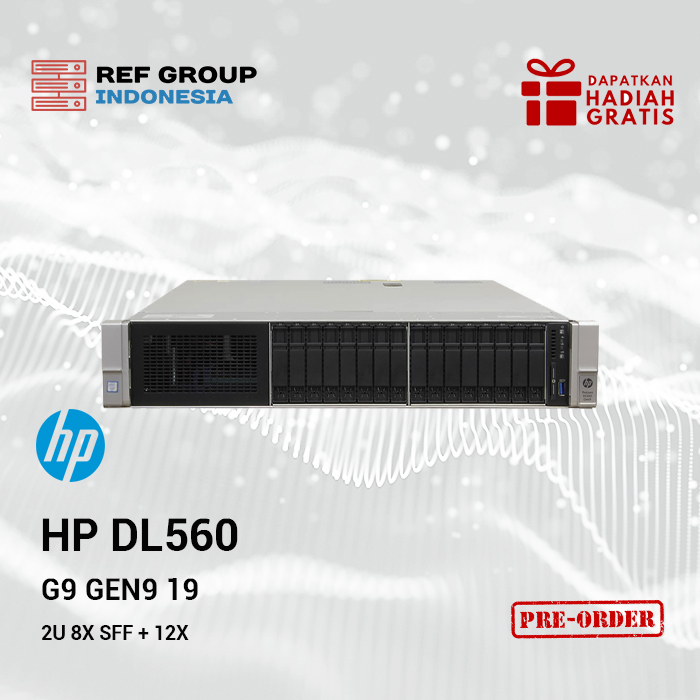 REF GROUP
INDONESIA
DAPATKAN
HADIAH
GRATIS
hp
HP DL560
G9 GEN9 19
2U 8X SFF + 12X
PRE-ORDER